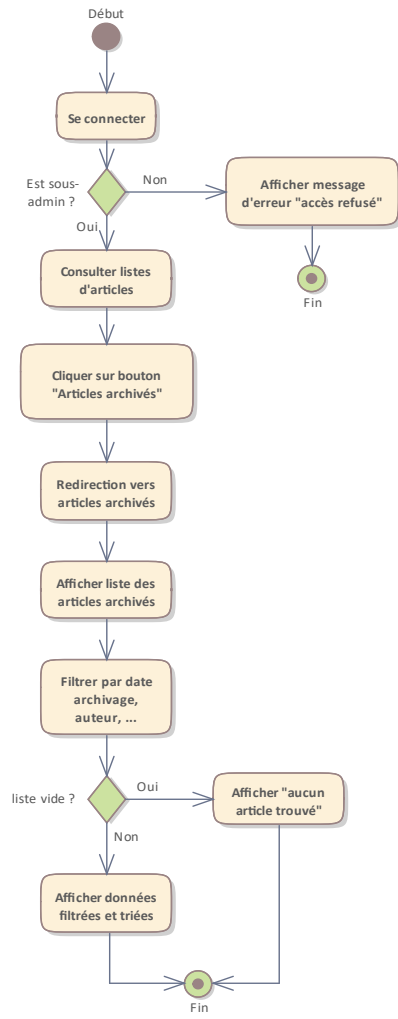 Début
Se connecter
Est sous-
admin ?
Non
Afficher message
d'erreur "accès refusé"
Oui
Fin
Consulter listes
d'articles
Cliquer sur bouton
"Articles archivés"
Redirection vers
articles archivés
Afficher liste des
articles archivés
Filtrer par date
archivage,
auteur, ...
liste vide ?
Oui
Afficher "aucun
article trouvé"
Non
Afficher données
filtrées et triées
Fin